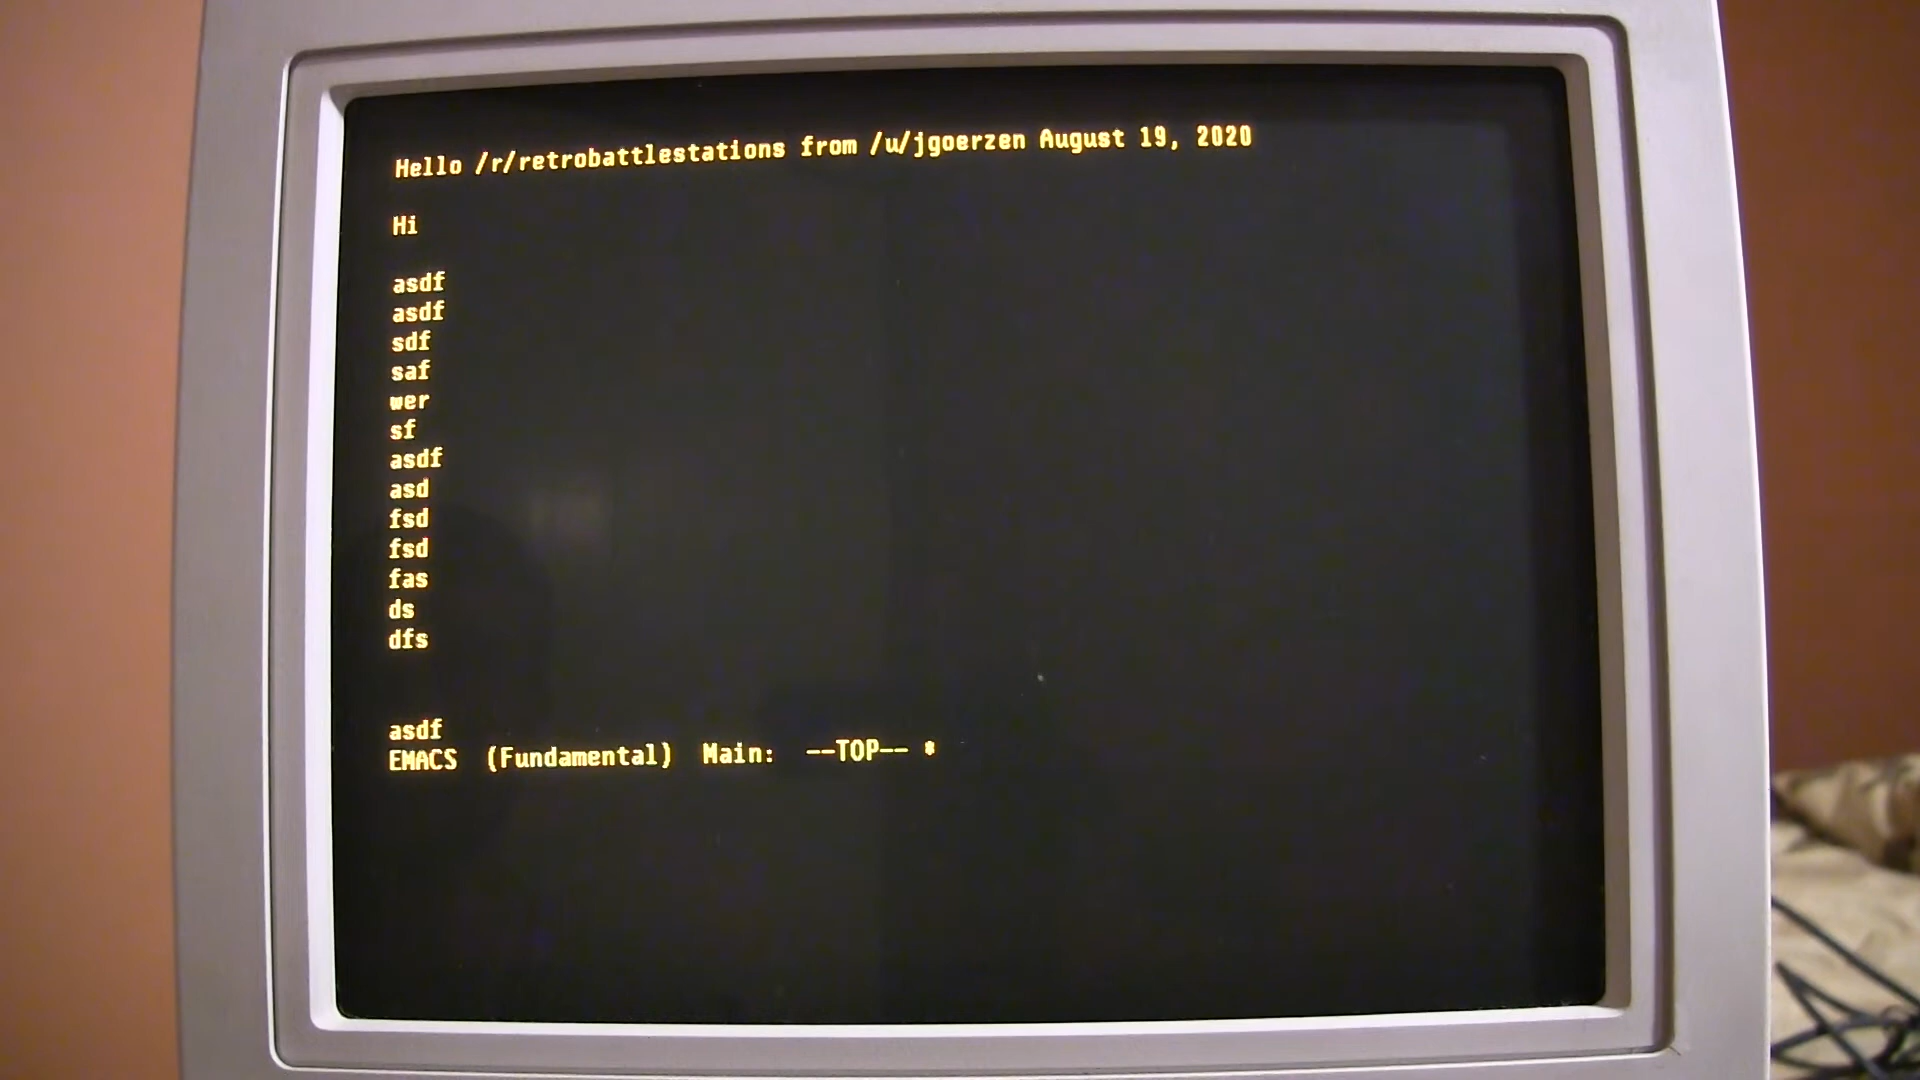 Hello /r/retrobattlestations from /u/jgoerzen August 19, 2020
Hi
asdf
asdf
sdf
saf
wer
sf
asdf
asd
fsd
fsd
fas
ds
dfs
asdf
EMACS (Fundamental) Main: --TOP-- *